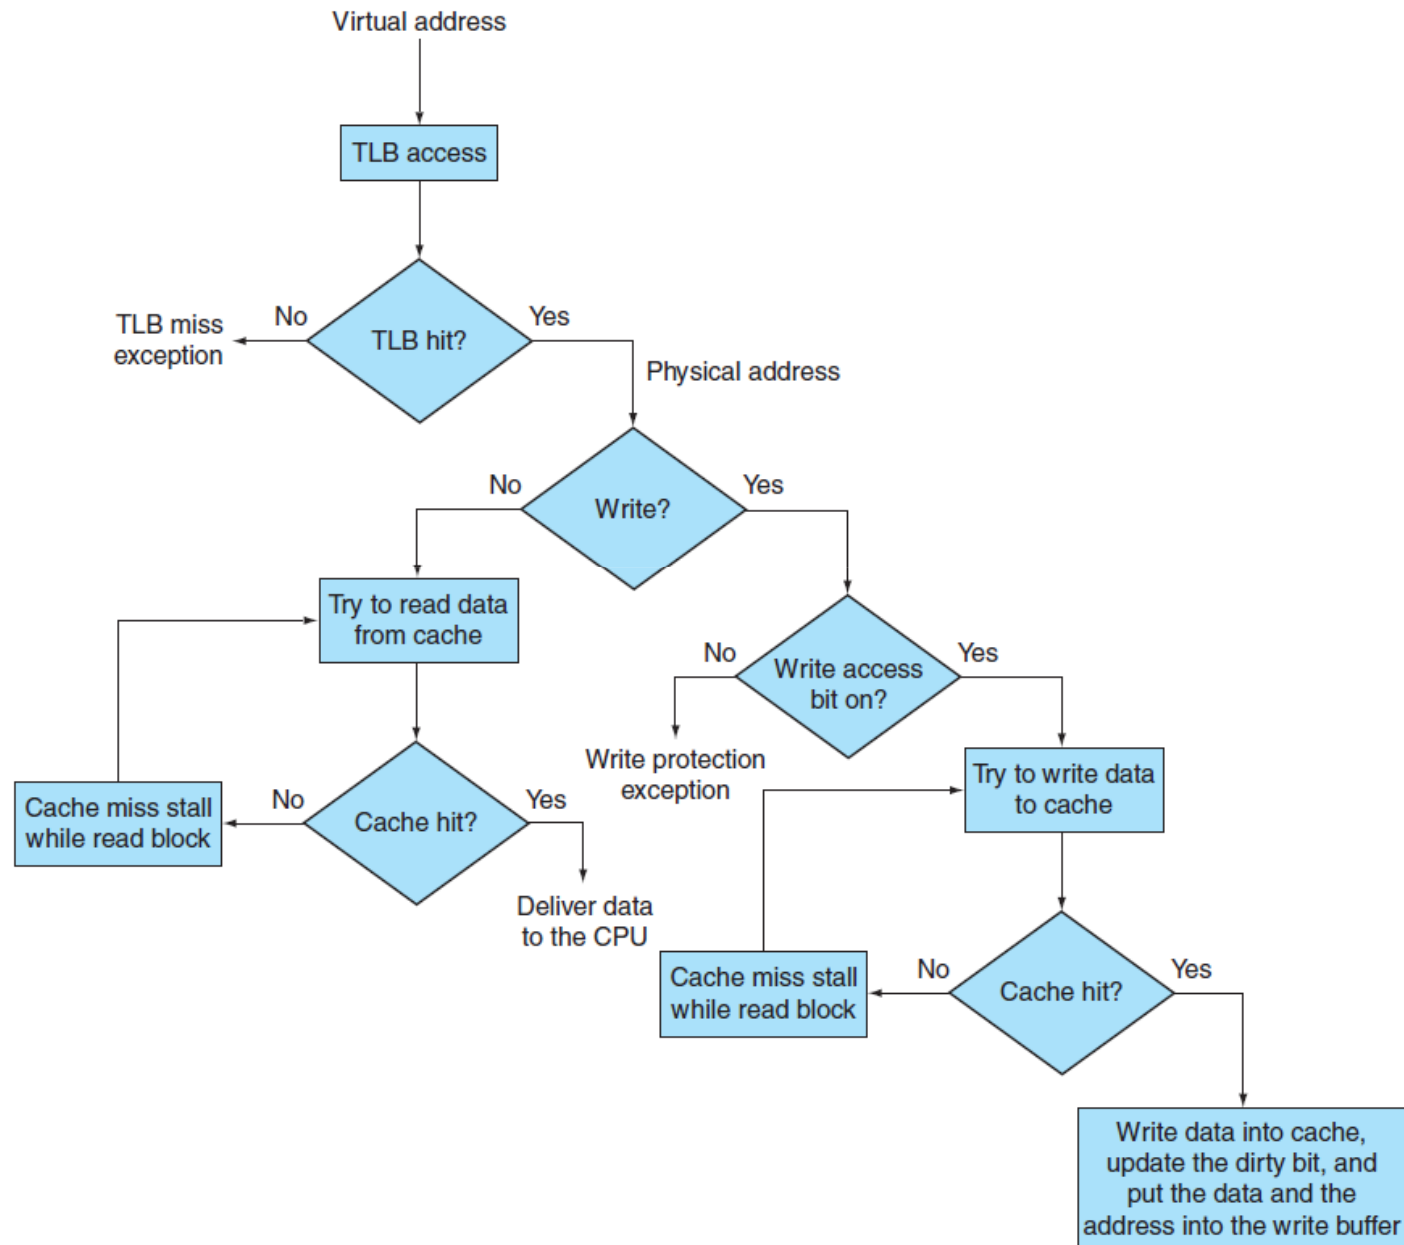 Virtual address
TLB access
TLB hit?
No
Yes
TLB miss
exception
Physical address
Write?
No
Yes
Try to read data
from cache
Write access
bit on?
No
Yes
Write protection
exception
Try to write data
to cache
Cache miss stall
while read block
No
Cache hit?
Yes
Deliver data
to the CPU
Cache miss stall
while read block
No
Cache hit?
Yes
Write data into cache,
update the dirty bit, and
put the data and the
address into the write buffer